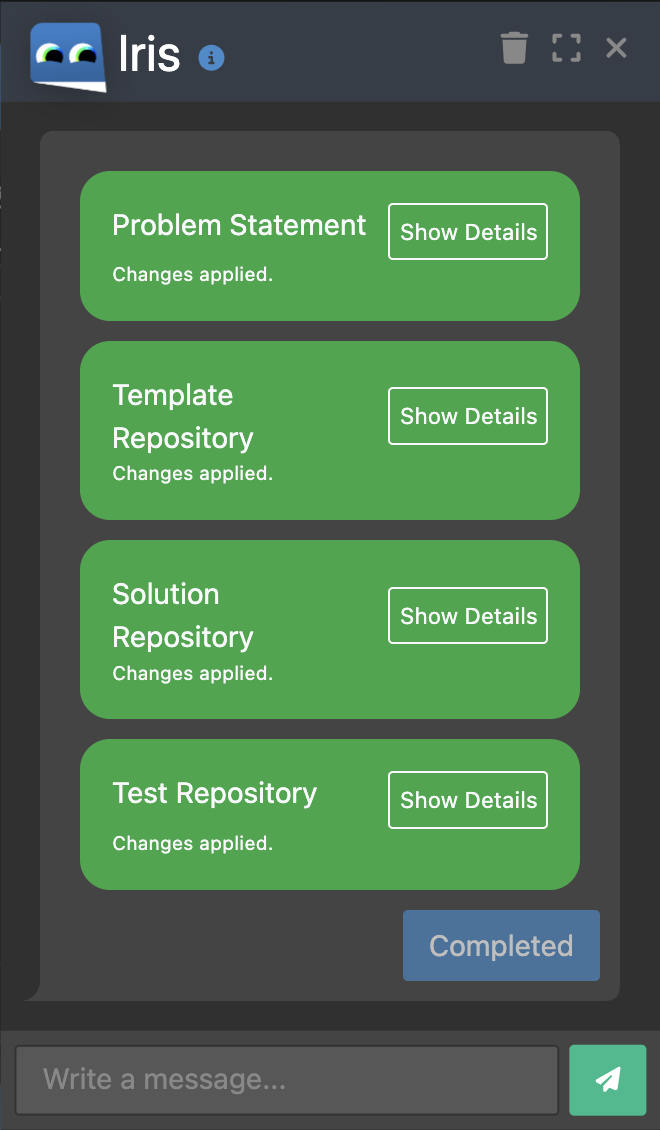 Iris
Problem Statement
Show Details
Changes applied.
Template
Repository
Show Details
Changes applied.
Solution
Repository
Show Details
Changes applied.
Test Repository
Show Details
Changes applied.
Completed
Write a message...